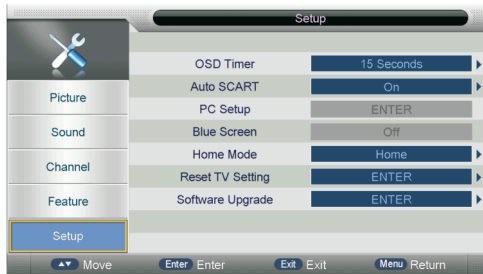 Setup
OSD Timer 15 Seconds
Auto SCART On
Picture
PC Setup ENTER
Sound
Blue Screen Off
Home Mode Home
Channel
Reset TV Setting ENTER
Feature
Software Upgrade ENTER
Setup
Move Enter Enter Exit Exit Menu Return